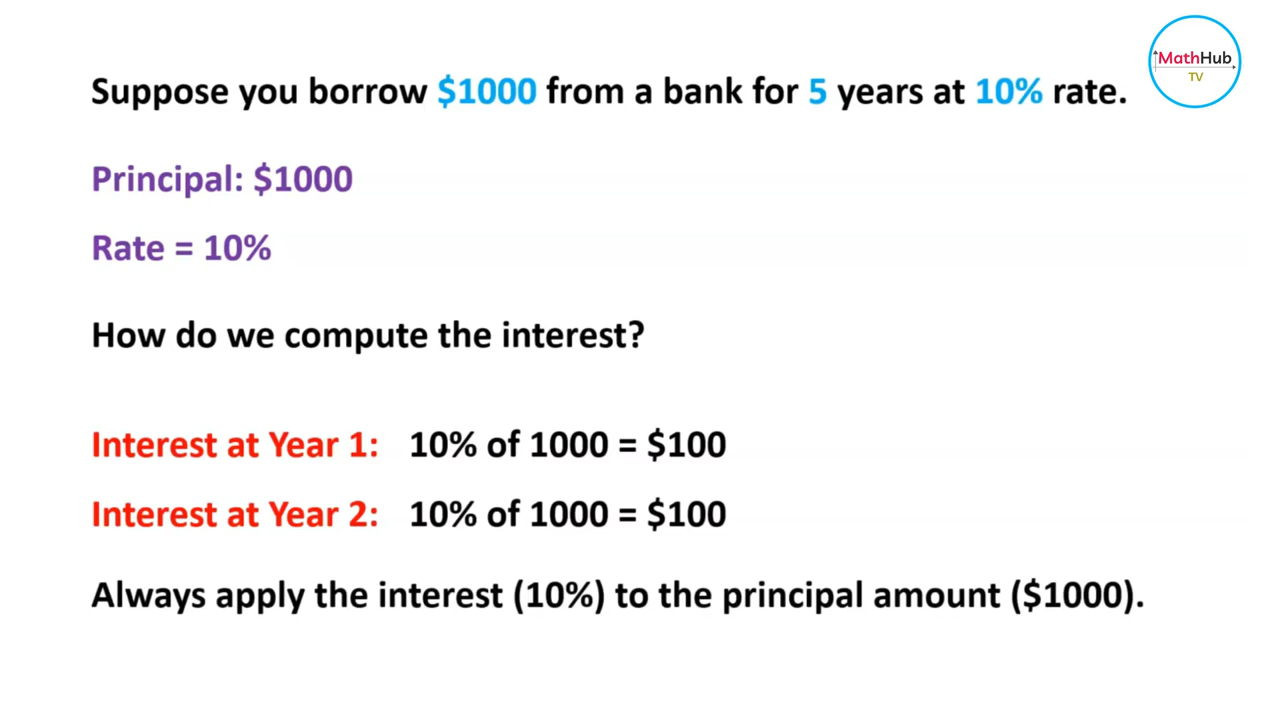 MathHub
TV
Suppose you borrow $1000 from a bank for 5 years at 10% rate.
Principal: $1000
Rate = 10%
How do we compute the interest?
Interest at Year 1: 10% of 1000 = $100
Interest at Year 2: 10% of 1000 = $100
Always apply the interest (10%) to the principal amount ($1000).